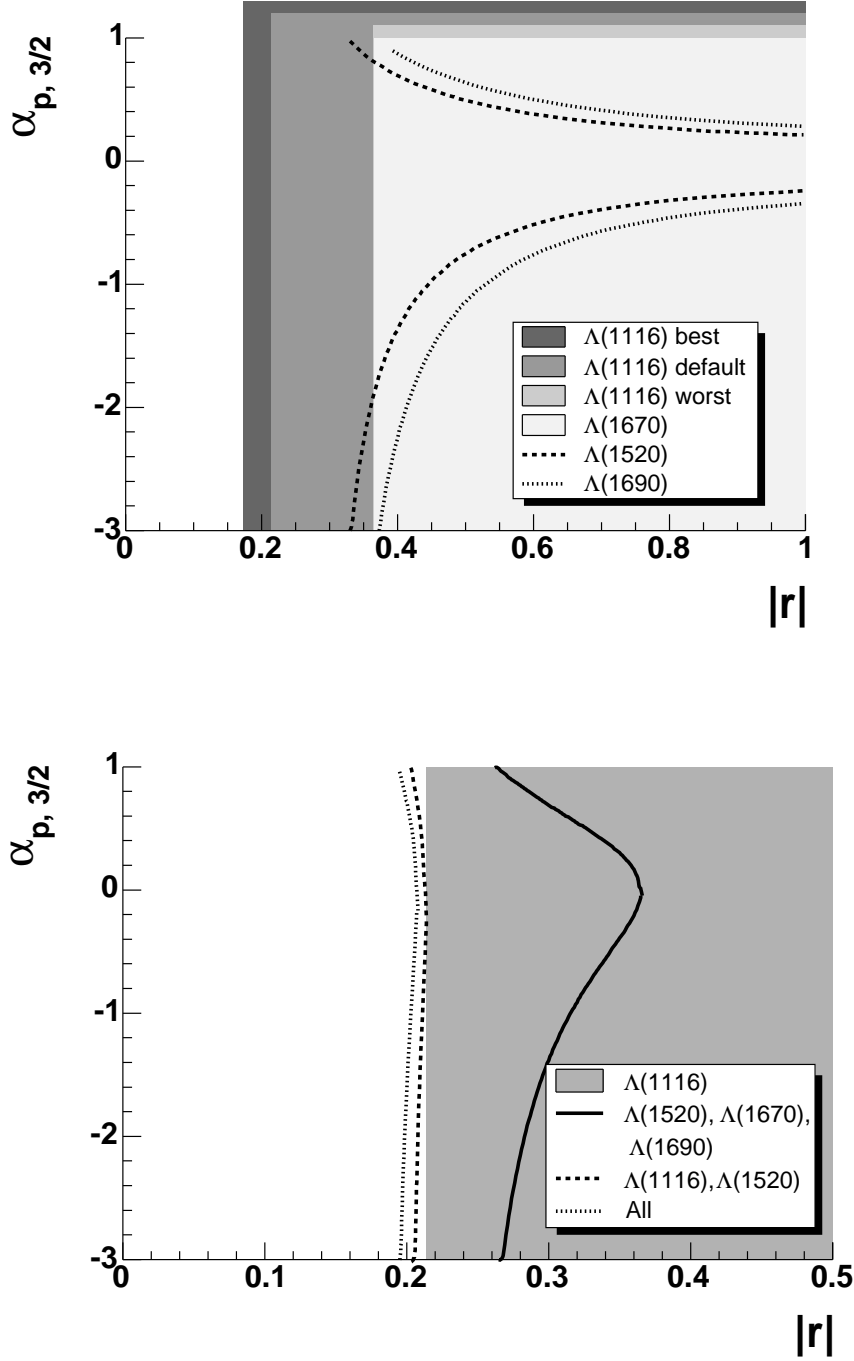 1
0
-1
-2
-3
α p, 3/2
Λ(1116) best
Λ(1116) default
Λ(1116) worst
Λ(1670)
Λ(1520)
Λ(1690)
0 0.2 0.4 0.6 0.8 1
|r|
1
0
-1
-2
-3
α p, 3/2
Λ(1116)
Λ(1520), Λ(1670),
Λ(1690)
Λ(1116),Λ(1520)
All
0 0.1 0.2 0.3 0.4 0.5
|r|